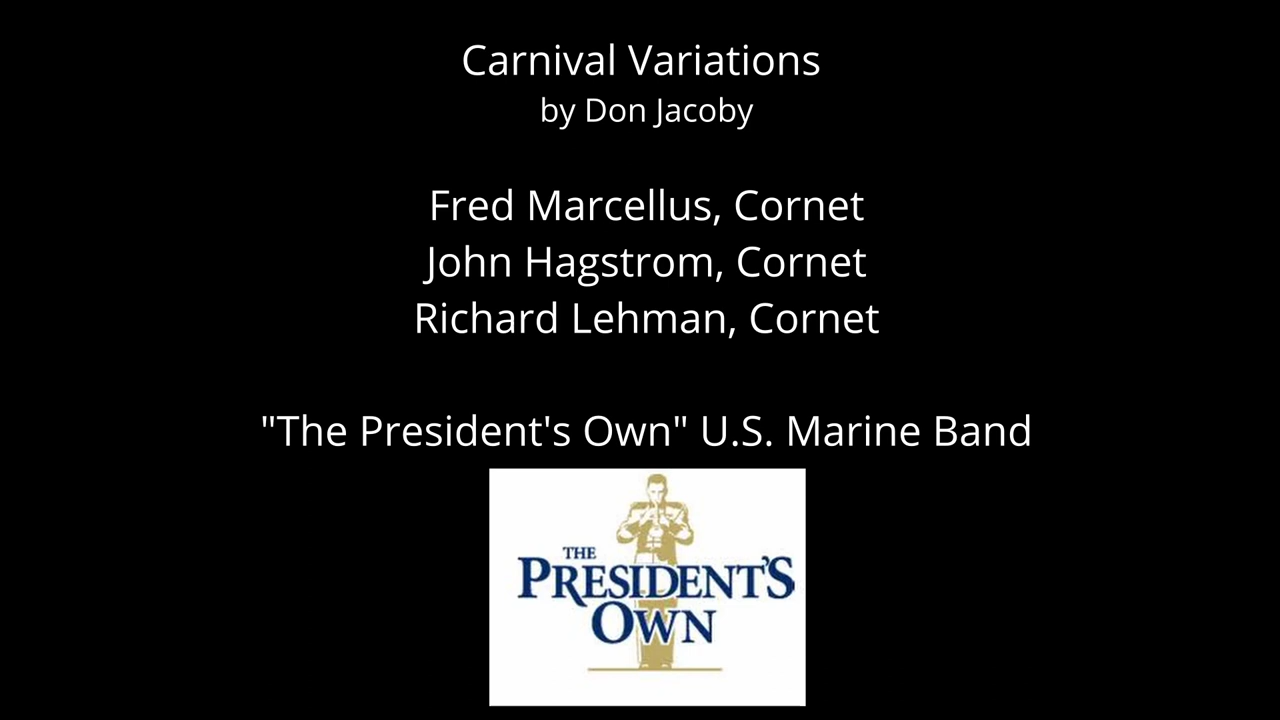 Carnival Variations
by Don Jacoby
Fred Marcellus, Cornet
John Hagstrom, Cornet
Richard Lehman, Cornet
"The President's Own" U.S. Marine Band
THE
PRESIDENT'S
OWN